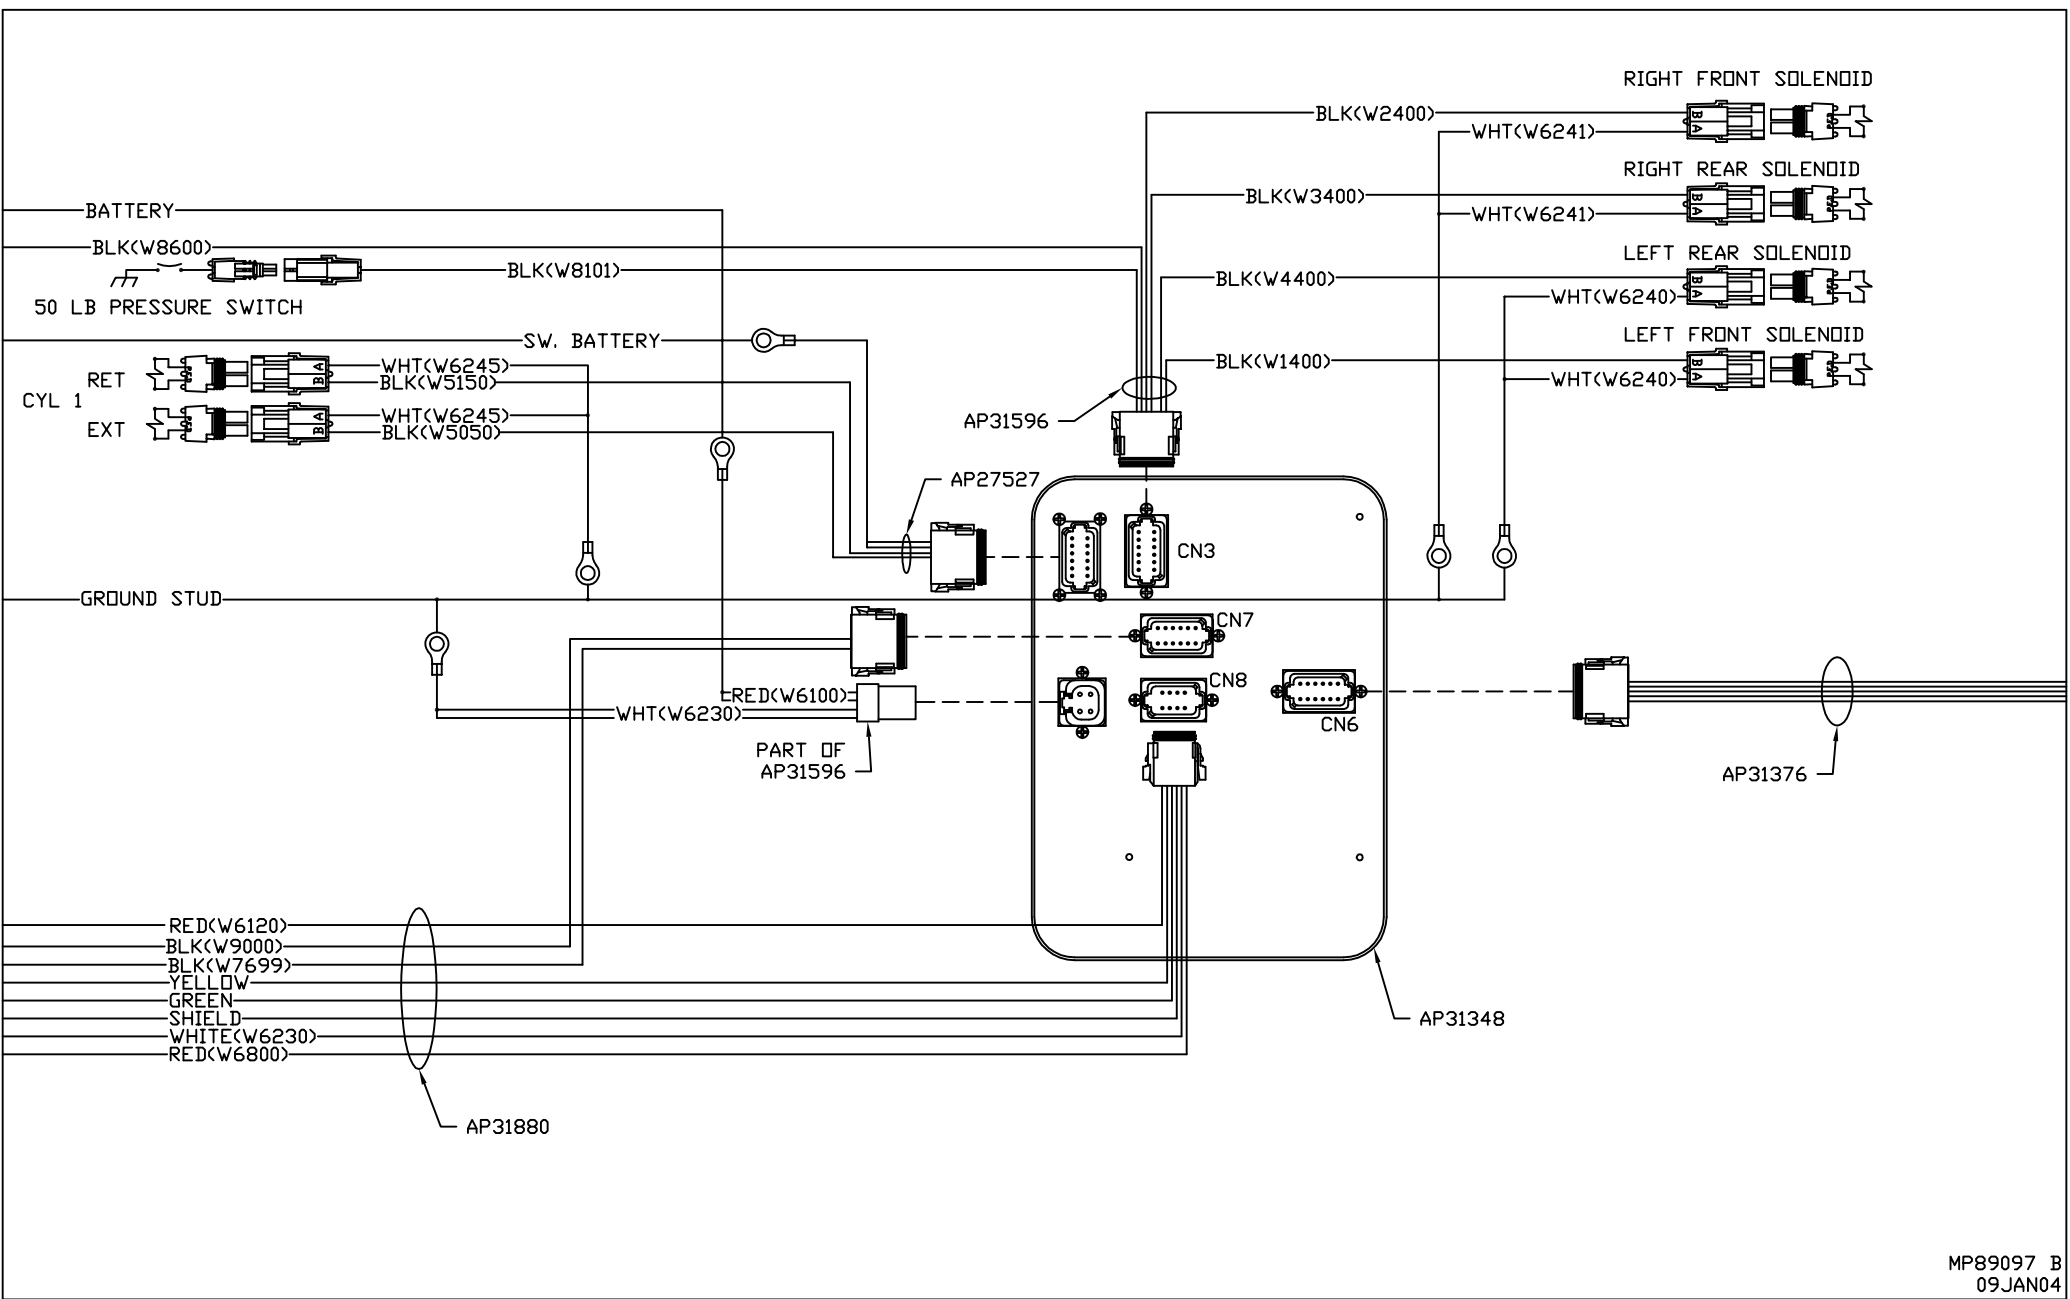 RIGHT FRONT SOLENOID
BLK(W2400)
WHT(W6241)
B
A
RIGHT REAR SOLENOID
BLK(W3400)
WHT(W6241)
B
A
LEFT REAR SOLENOID
BLK(W4400)
WHT(W6240)
B
A
LEFT FRONT SOLENOID
BLK(W1400)
WHT(W6240)
B
A
BATTERY
BLK(W8600)
BLK(W8101)
50 LB PRESSURE SWITCH
SW. BATTERY
CYL 1
RET
A
B
WHT(W6245)
BLK(W5150)
EXT
A
B
WHT(W6245)
BLK(W5050)
AP31596
AP27527
CN3
GROUND STUD
CN7
CN8
CN6
RED(W6100)
WHT(W6230)
PART OF
AP31596
AP31376
RED(W6120)
BLK(W9000)
BLK(W7699)
YELLOW
GREEN
SHIELD
WHITE(W6230)
RED(W6800)
AP31348
AP31880
MP89097 B
09JAN04